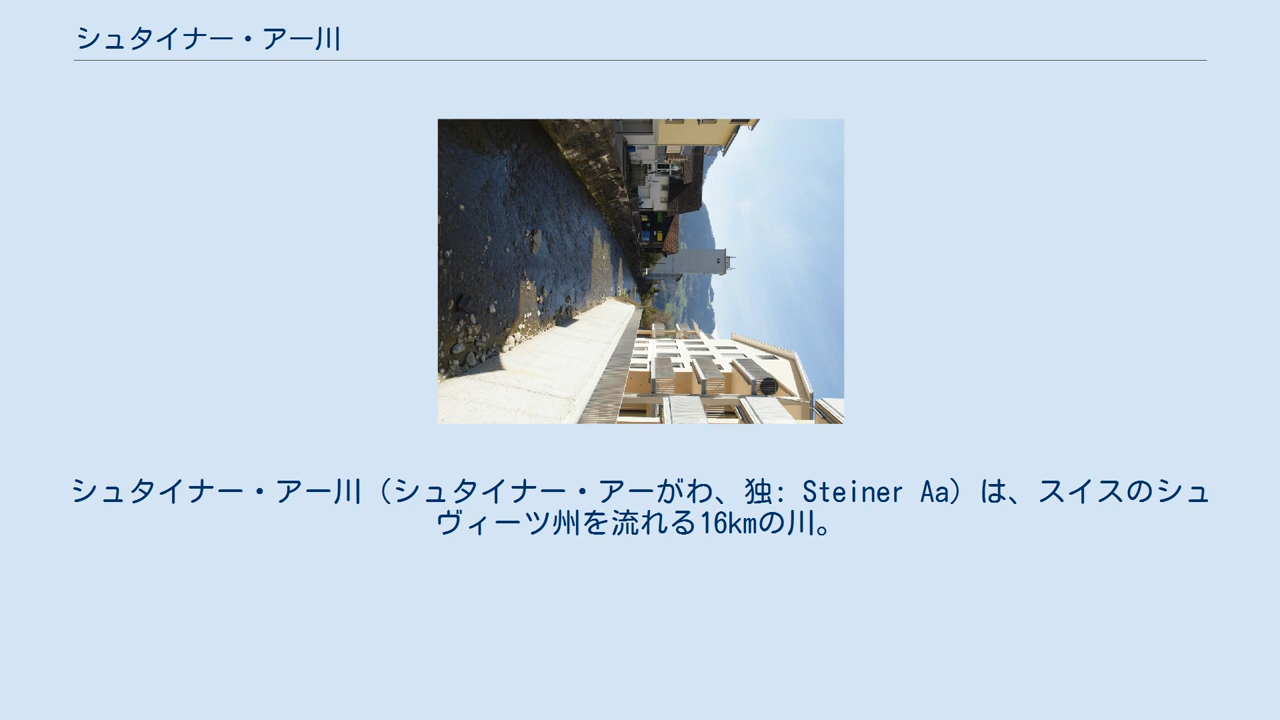 シュタイナー・アー川
シュタイナー・アー川（シュタイナー・アーがわ、独: Steiner Aa）は、スイスのシュ
ヴィーツ州を流れる16kmの川。